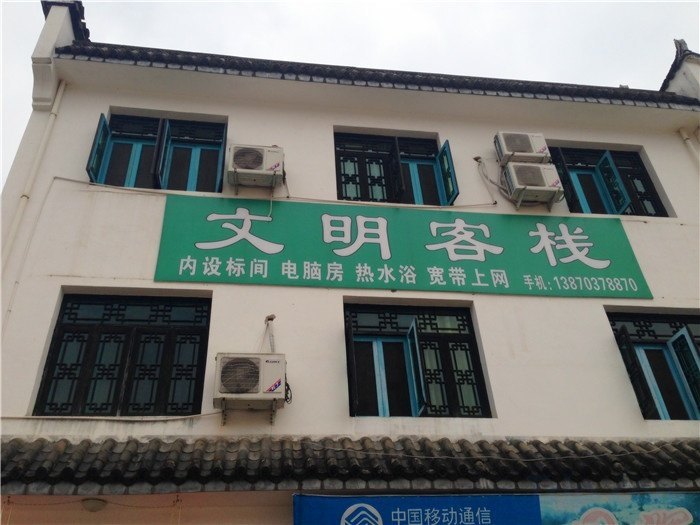 文明客栈
内设标间 电脑房 热水浴 宽带上网 手机:13870378870
中国移动通信